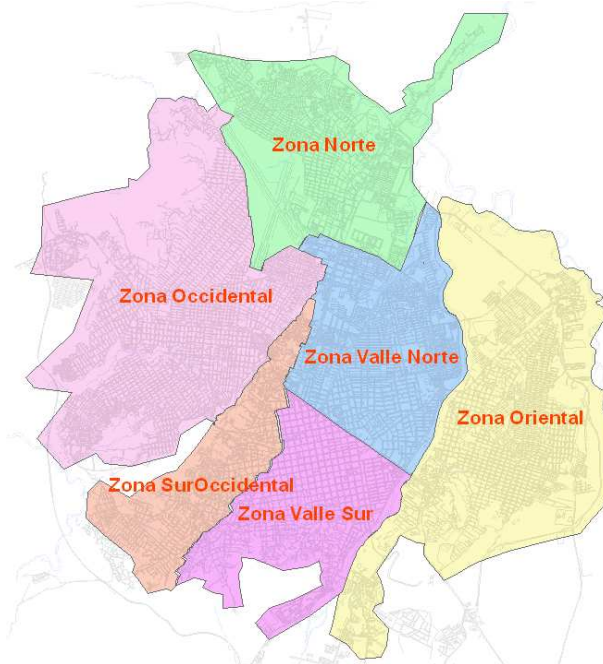 Zona Norte
Zona Occidental
Zona Valle Norte
Zona Oriental
Zona SurOccidental
Zona Valle Sur